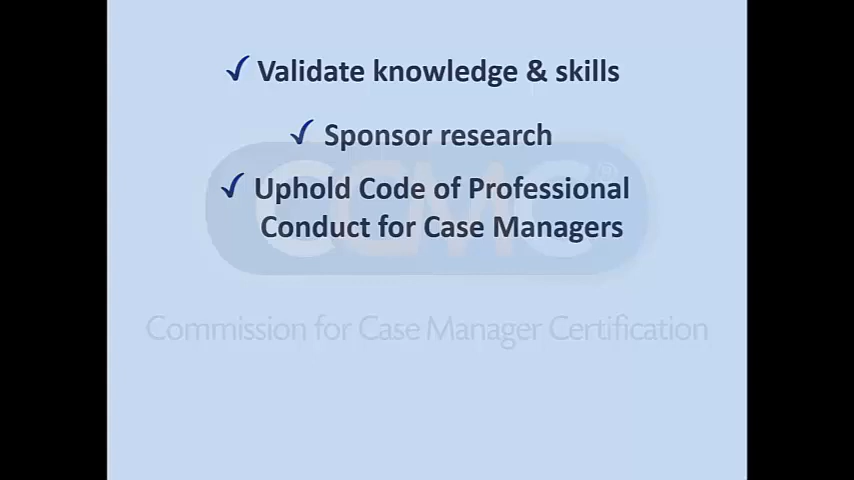 ✓ Validate knowledge & skills
✓ Sponsor research
✓ Uphold Code of Professional
Conduct for Case Managers
CCMC®
Commission for Case Manager Certification